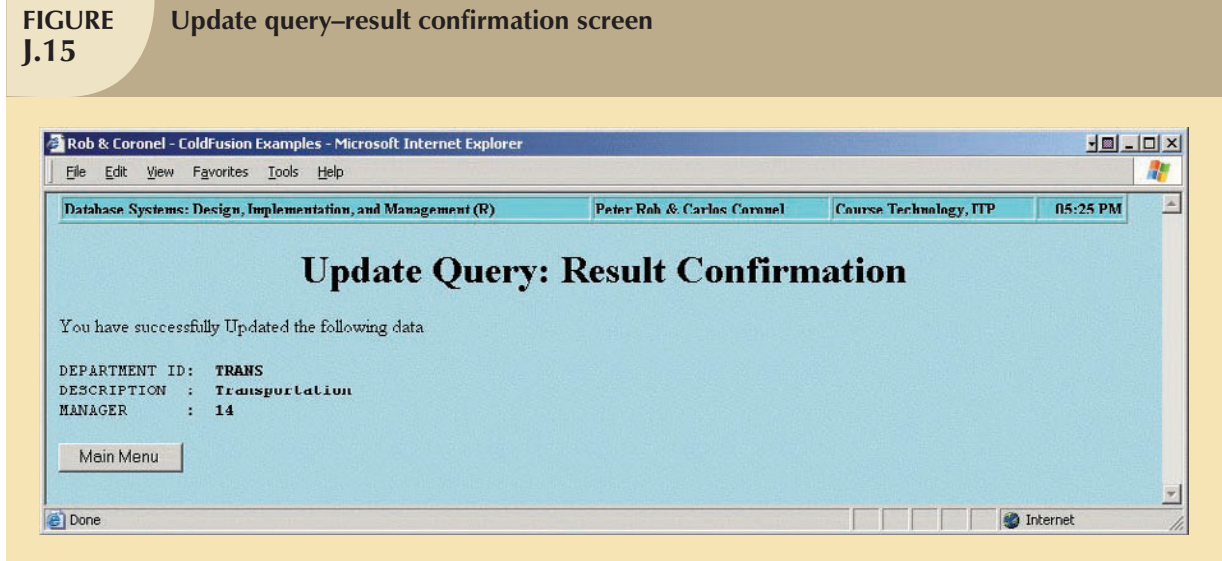 FIGURE J.15 Update query–result confirmation screen
Rob & Coronel - ColdFusion Examples - Microsoft Internet Explorer
File Edit View Favorites Tools Help
Database Systems: Design, Implementation, and Management (R) Peter Rob & Carlos Coronel Course Technology, ITP 05:25 PM
Update Query: Result Confirmation
You have successfully Updated the following data
DEPARTMENT ID: TRANS
DESCRIPTION : Transportation
MANAGER : 14
Main Menu
Done Internet